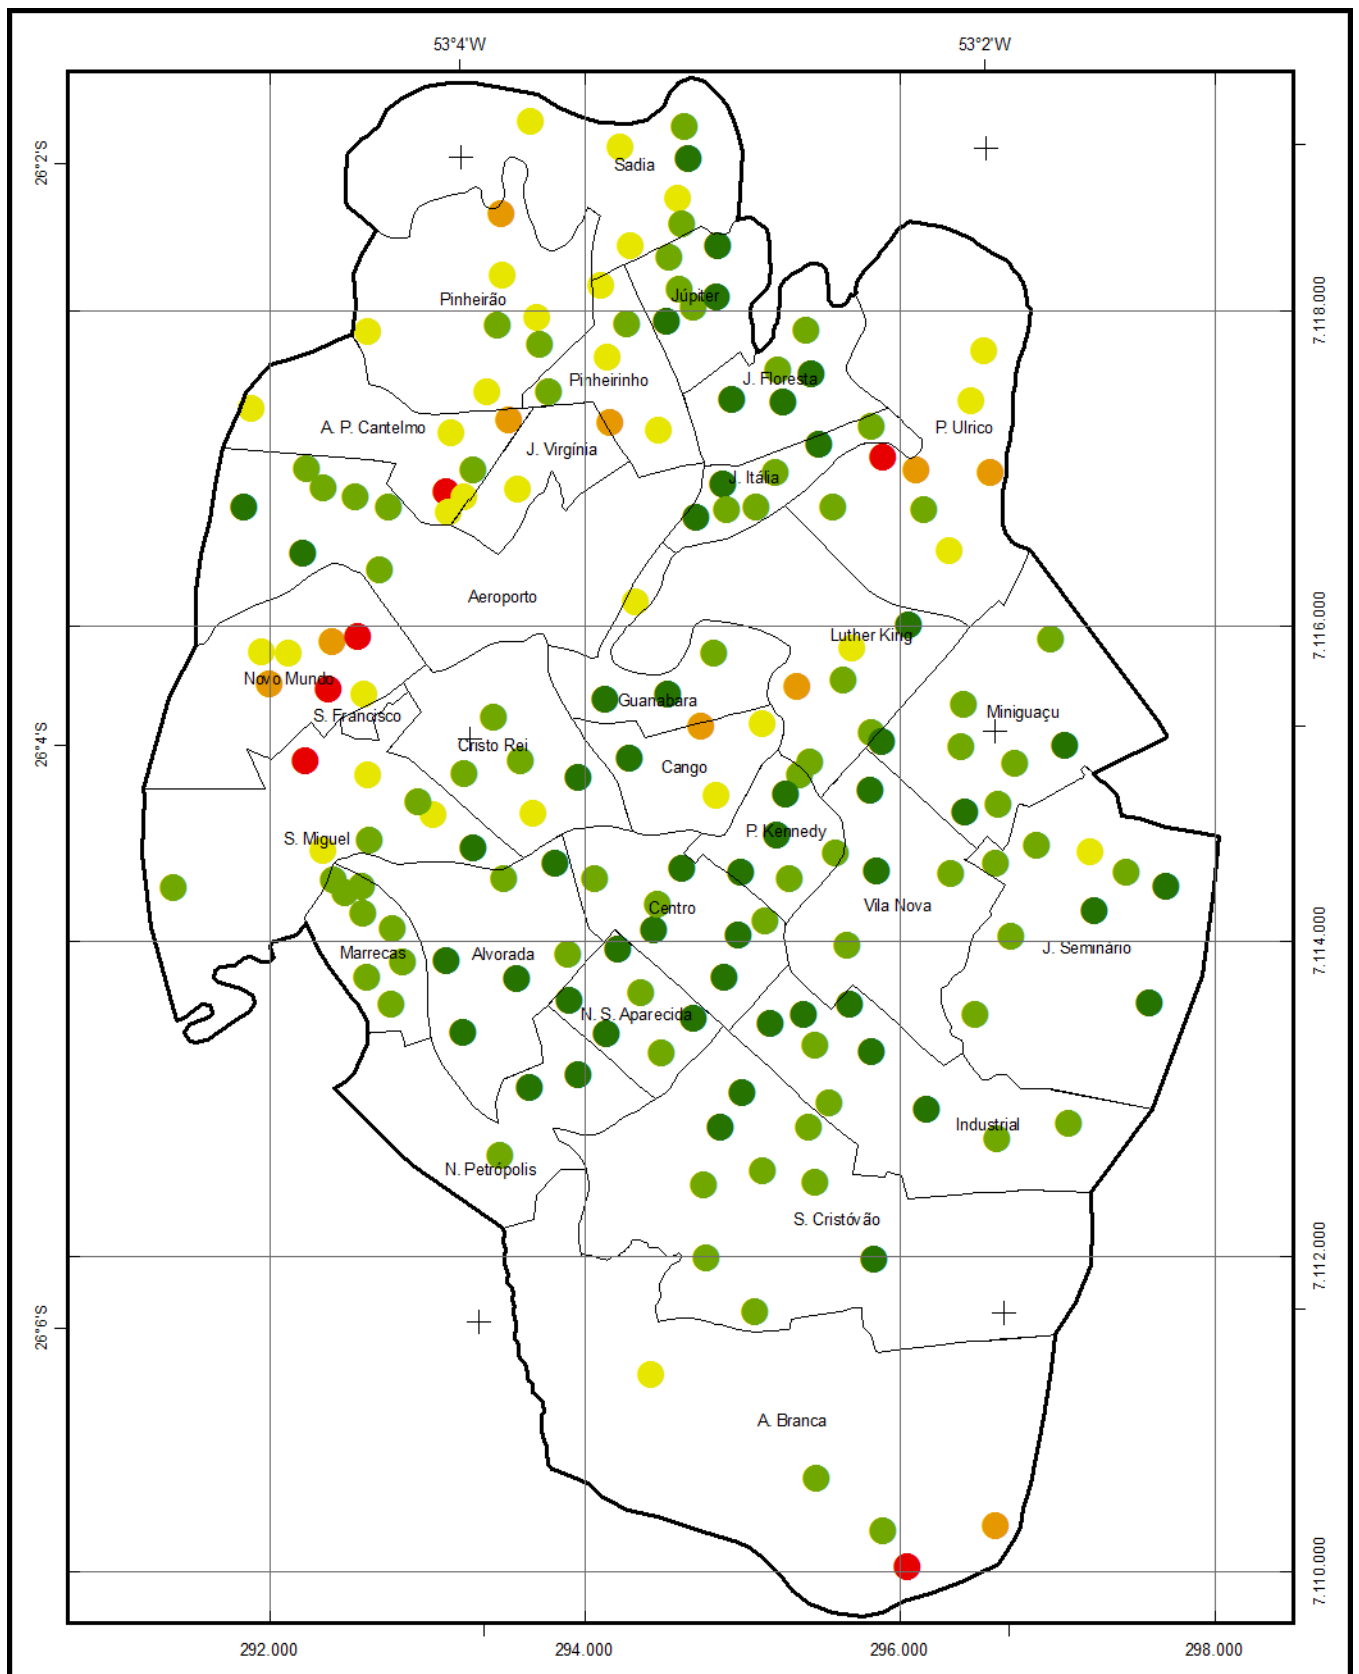 53°4'W
53°2'W
26°2'S
Sadia
Pinheirão
Júpiter
7.118.000
Pinheirinho
J. Floresta
A. P. Cantelmo
P. Ulrico
J. Virgínia
J. Itália
Aeroporto
Luther King
7.116.000
Novo Mundo
Guanabara
S. Francisco
Miniguaçu
26°4'S
Cristo Rei
Cango
P. Kennedy
S. Miguel
Vila Nova
Centro
J. Seminário
7.114.000
Marrecas
Alvorada
N. S. Aparecida
Industrial
N. Petrópolis
S. Cristóvão
7.112.000
26°6'S
A. Branca
7.110.000
292.000
294.000
296.000
298.000